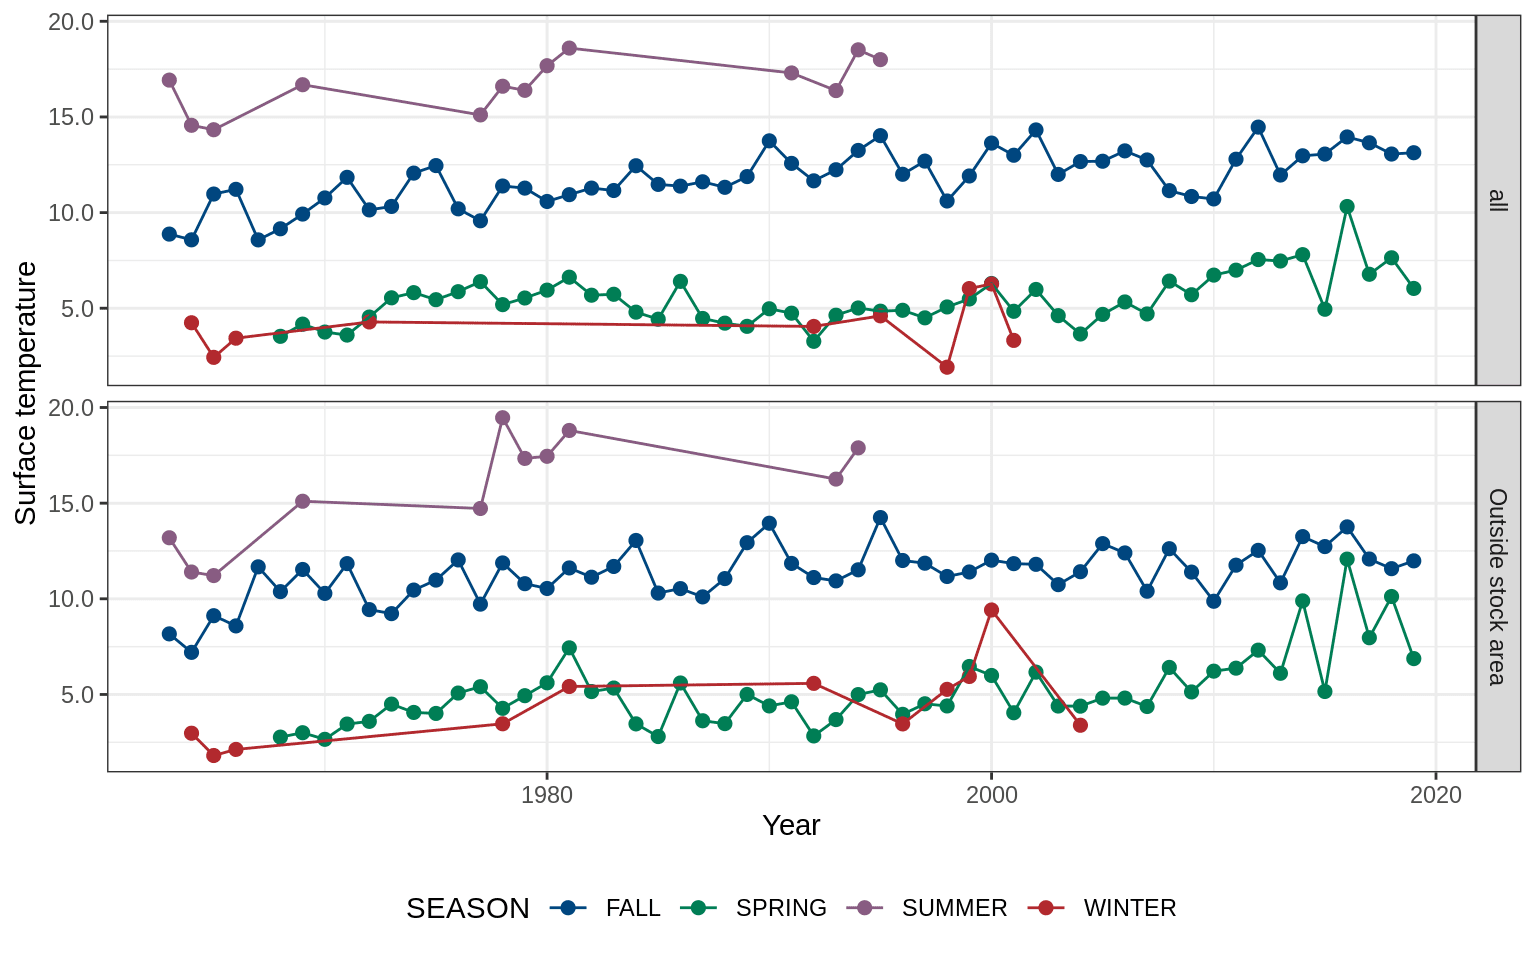 Surface temperature
20.0
15.0
10.0
5.0
all
20.0
15.0
10.0
5.0
Outside stock area
1980 2000 2020
Year
SEASON FALL SPRING SUMMER WINTER